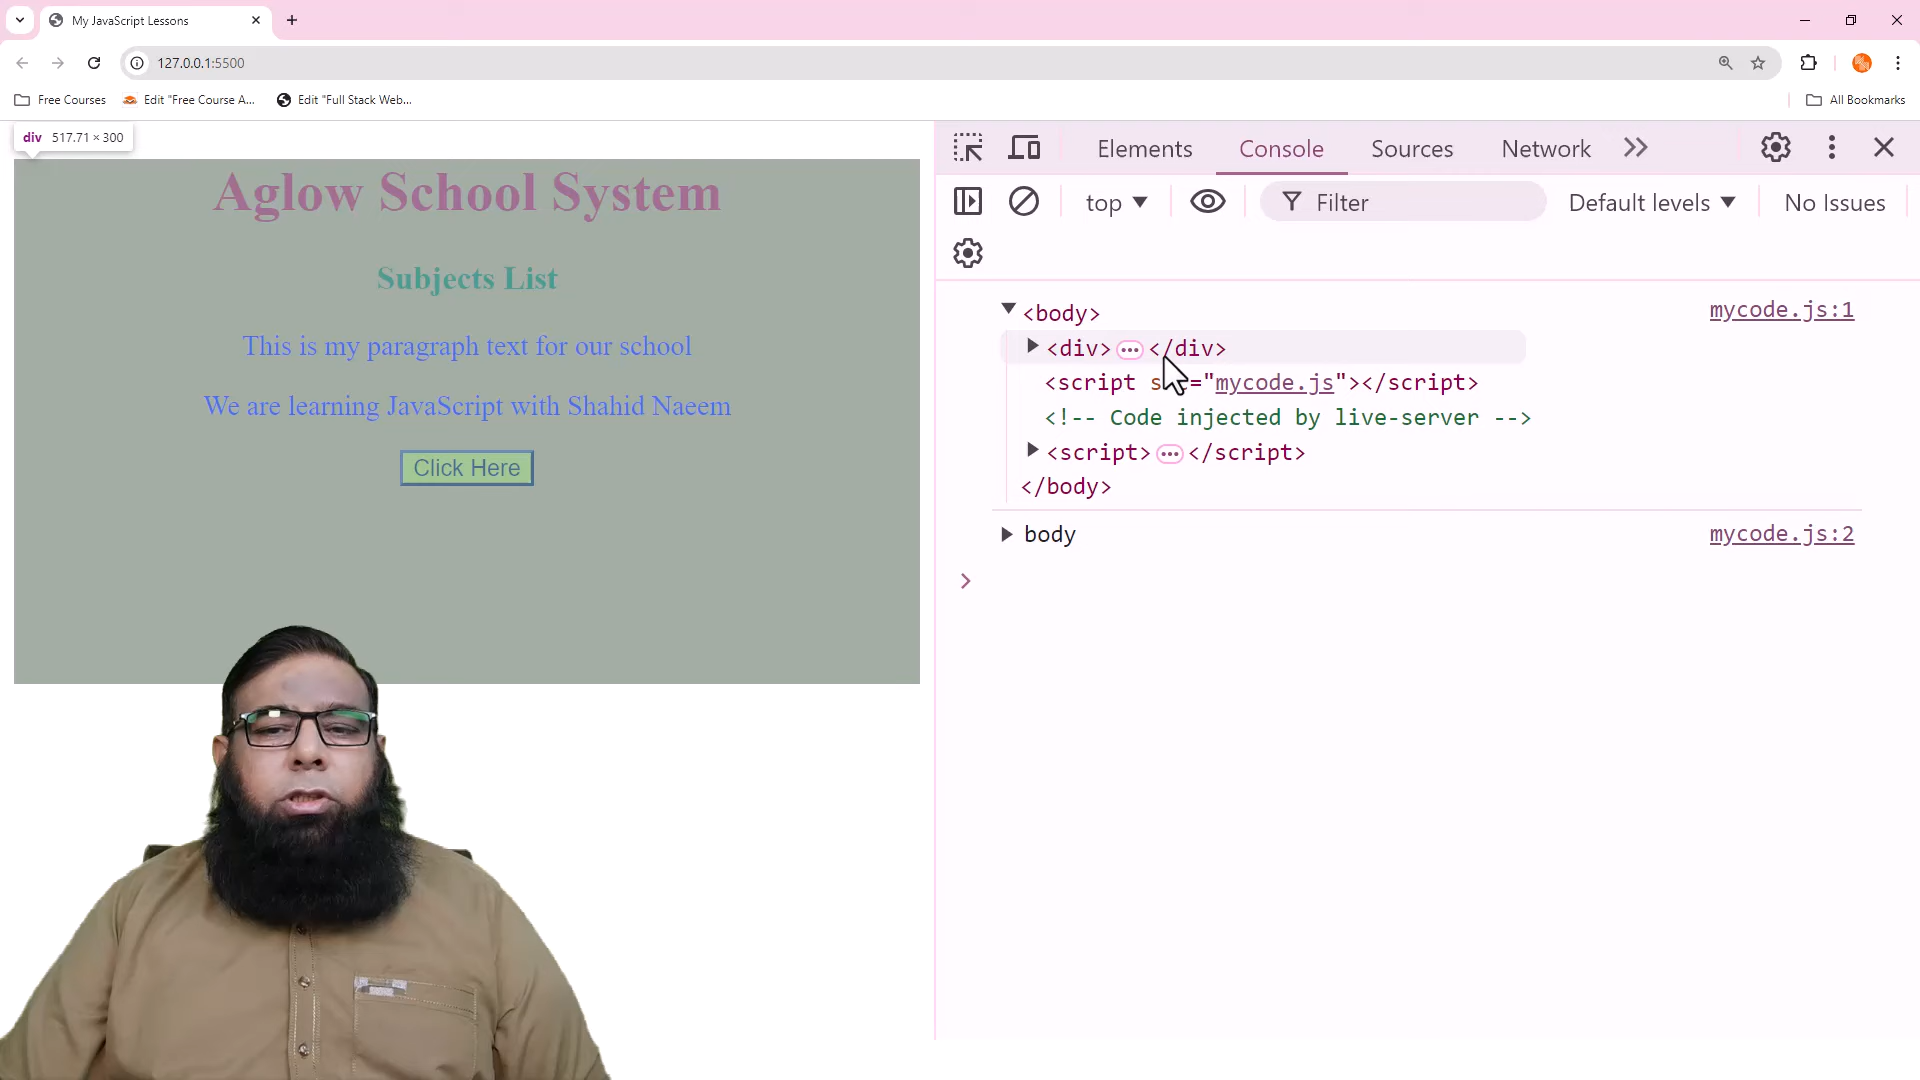 My JavaScript Lessons
127.0.0.1:5500
Free Courses
Edit "Free Course A...
Edit "Full Stack Web...
All Bookmarks
div 517.71 × 300
Aglow School System
Subjects List
This is my paragraph text for our school
We are learning JavaScript with Shahid Naeem
Click Here
Elements
Console
Sources
Network
top
Filter
Default levels
No Issues
<body>
mycode.js:1
<div> ··· </div>
<script s  ="mycode.js"></script>
<!-- Code injected by live-server -->
<script> ··· </script>
</body>
body
mycode.js:2